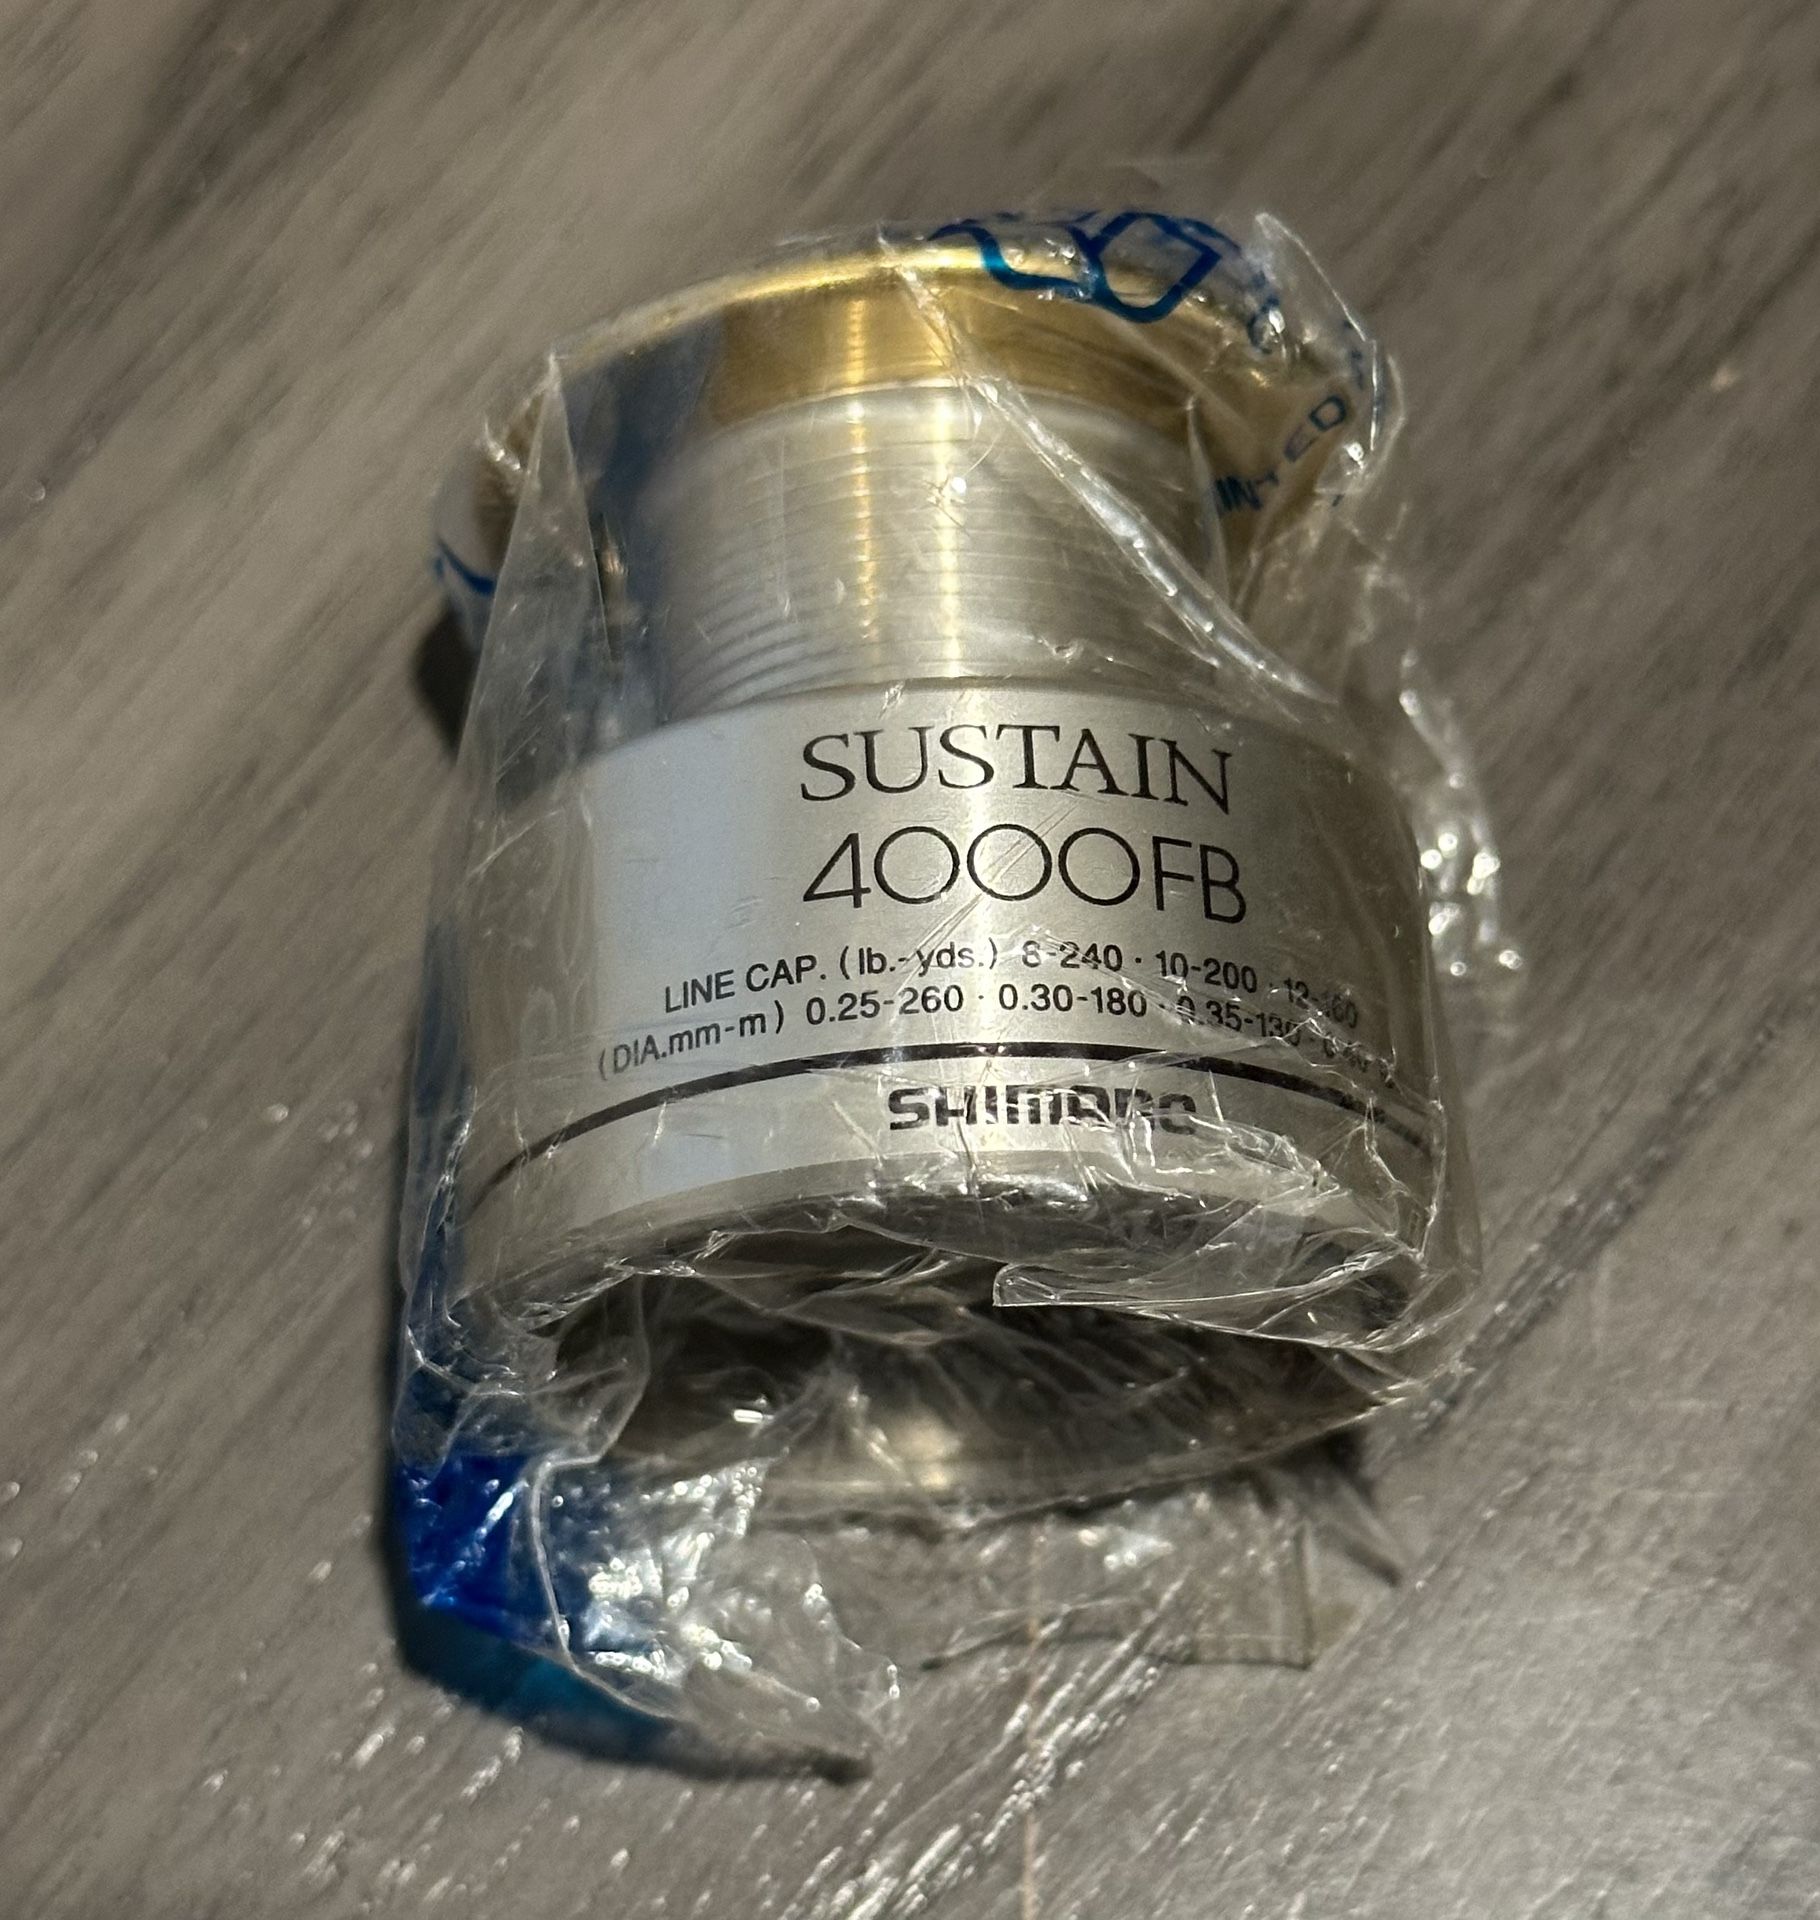 SUSTAIN
4000FB
LINE CAP. (lb.-yds.) 8-240 · 10-200 · 12-160
(DIA.mm-m) 0.25-260 · 0.30-180 · 0.35-130
SHIMANO